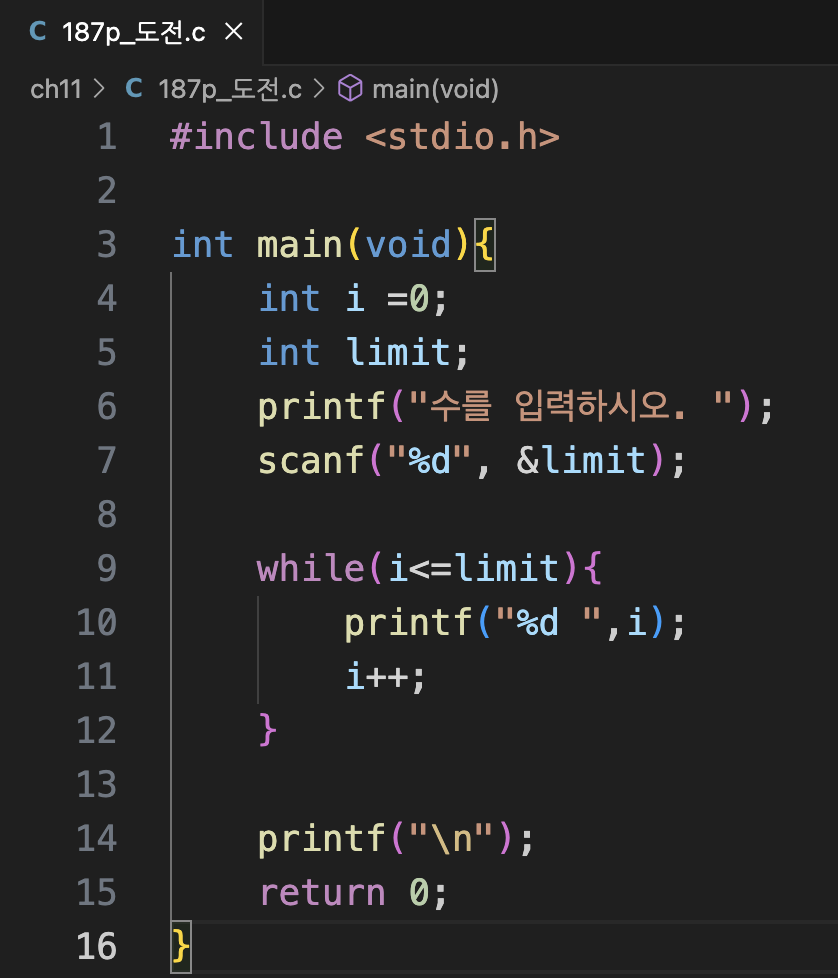 C 187p_도전.c ×
ch11 > C 187p_도전.c > main(void)
1 #include <stdio.h>
2
3 int main(void){
4     int i =0;
5     int limit;
6     printf("수를 입력하시오. ");
7     scanf("%d", &limit);
8
9     while(i<=limit){
10         printf("%d ",i);
11         i++;
12     }
13
14     printf("\n");
15     return 0;
16 }